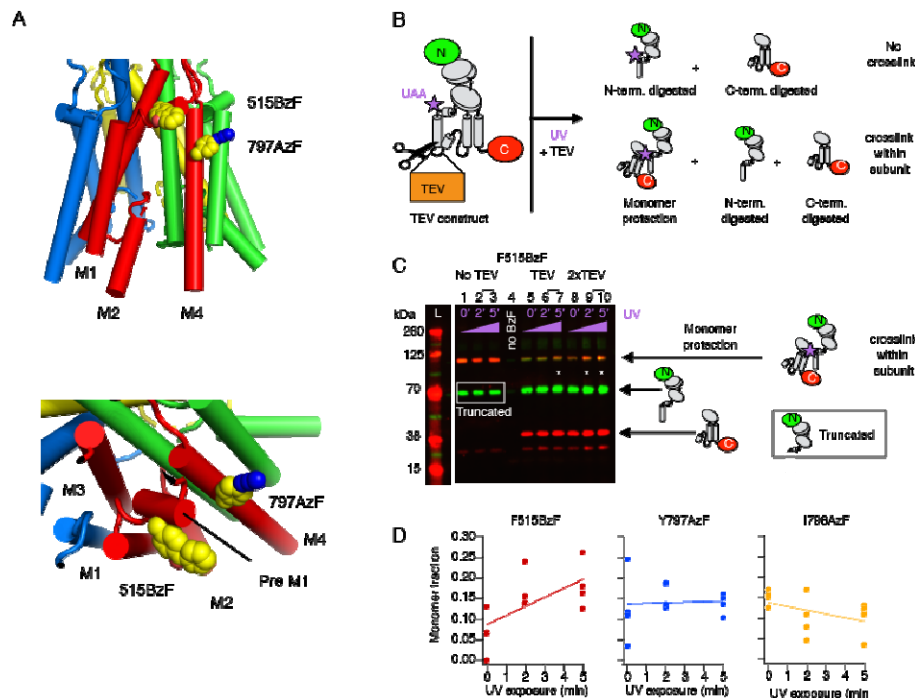 A
515BzF
797AzF
M1
M2
M4
M3
797AzF
M4
M1
515BzF
Pre M1
M2
B
N
UAA
C
TEV
TEV construct
UV
+ TEV
N
+
C
N-term. digested
C-term. digested
No
crosslink
N
C
+
N
+
C
Monomer
protection
N-term.
digested
C-term.
digested
crosslink
within
subunit
C
F515BzF
No TEV
TEV
2xTEV
1 2 3 4 5 6 7 8 9 10
kDa
L
0' 2' 5'
no BzF
0' 2' 5'
0' 2' 5'
UV
260
125
70
38
15
x
x
x
Truncated
Monomer
protection
N
C
crosslink
within
subunit
N
C
N
Truncated
D
F515BzF
Y797AzF
I798AzF
Monomer fraction
0.30
0.25
0.20
0.15
0.10
0.05
0.00
0 1 2 3 4 5
UV exposure (min)
0 1 2 3 4 5
UV exposure (min)
0 1 2 3 4 5
UV exposure (min)